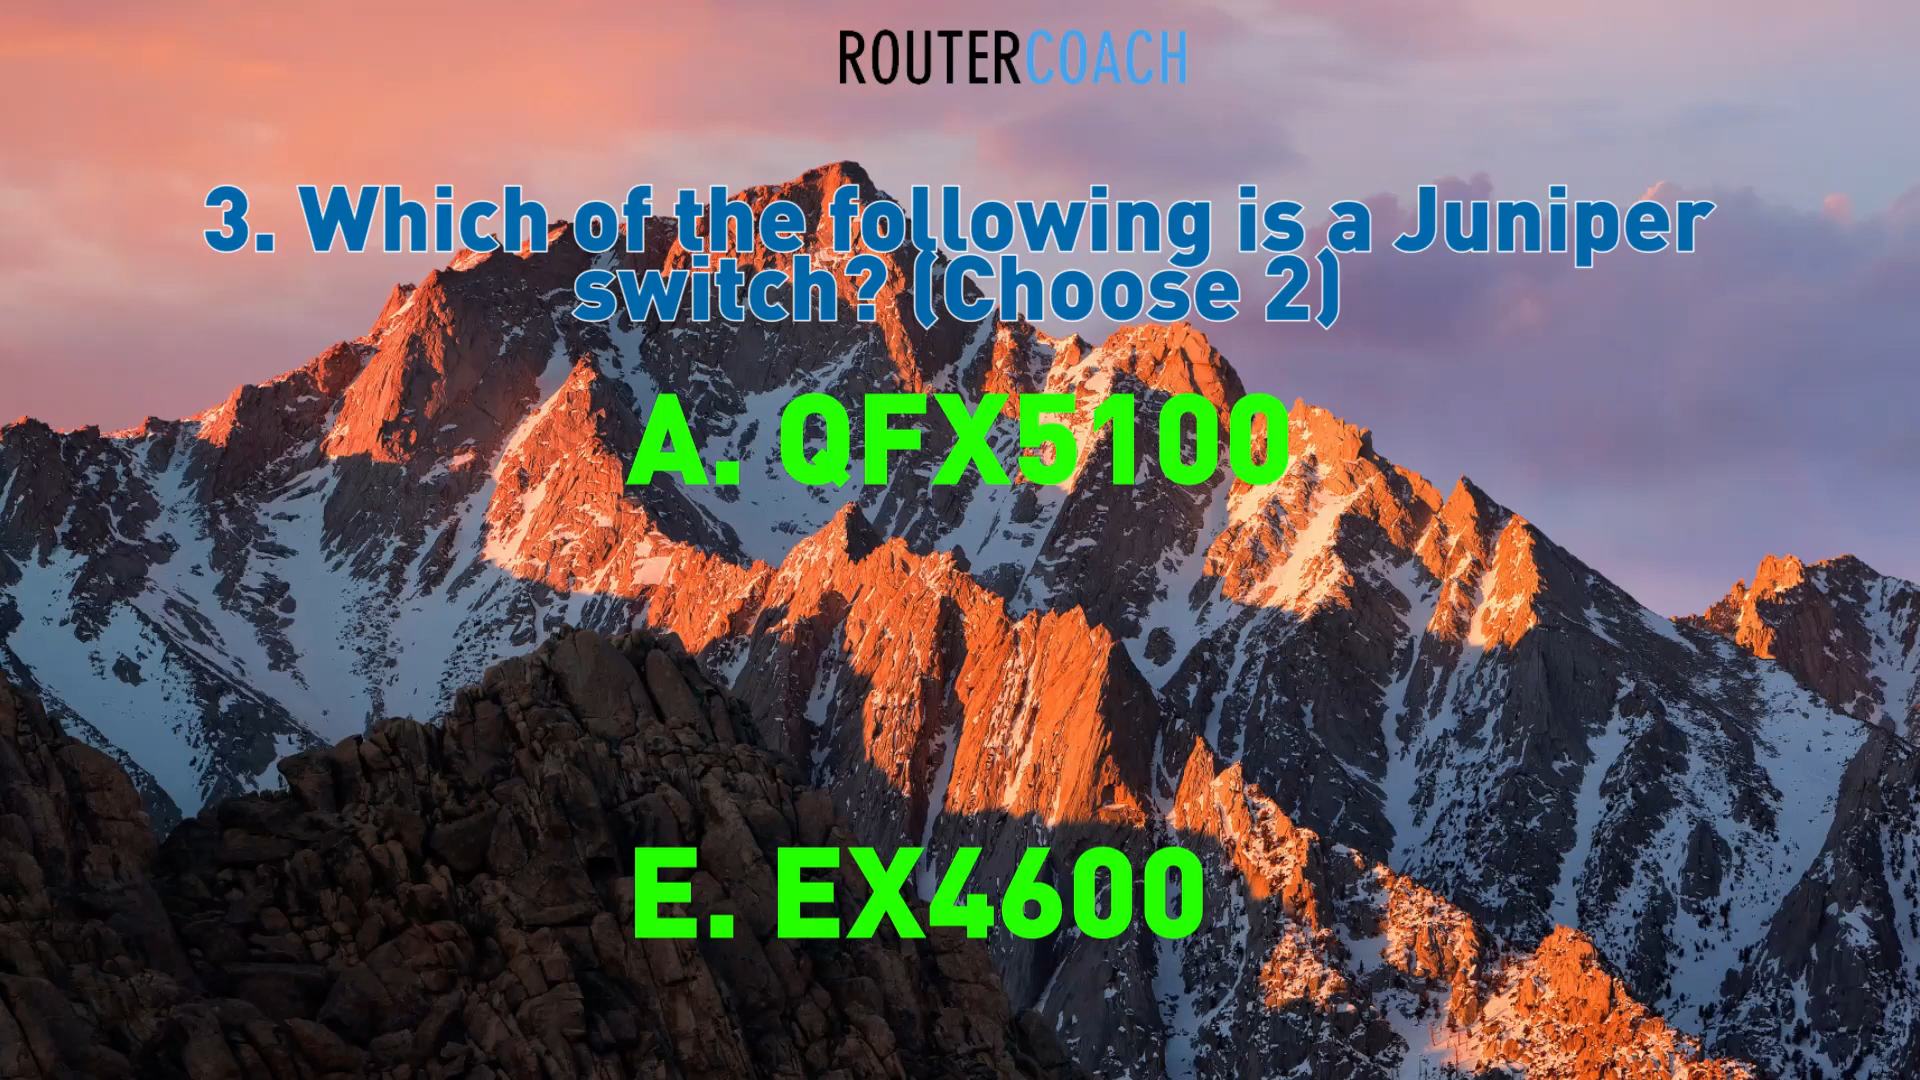 ROUTERCOACH
3. Which of the following is a Juniper
switch? (Choose 2)
A. QFX5100
E. EX4600